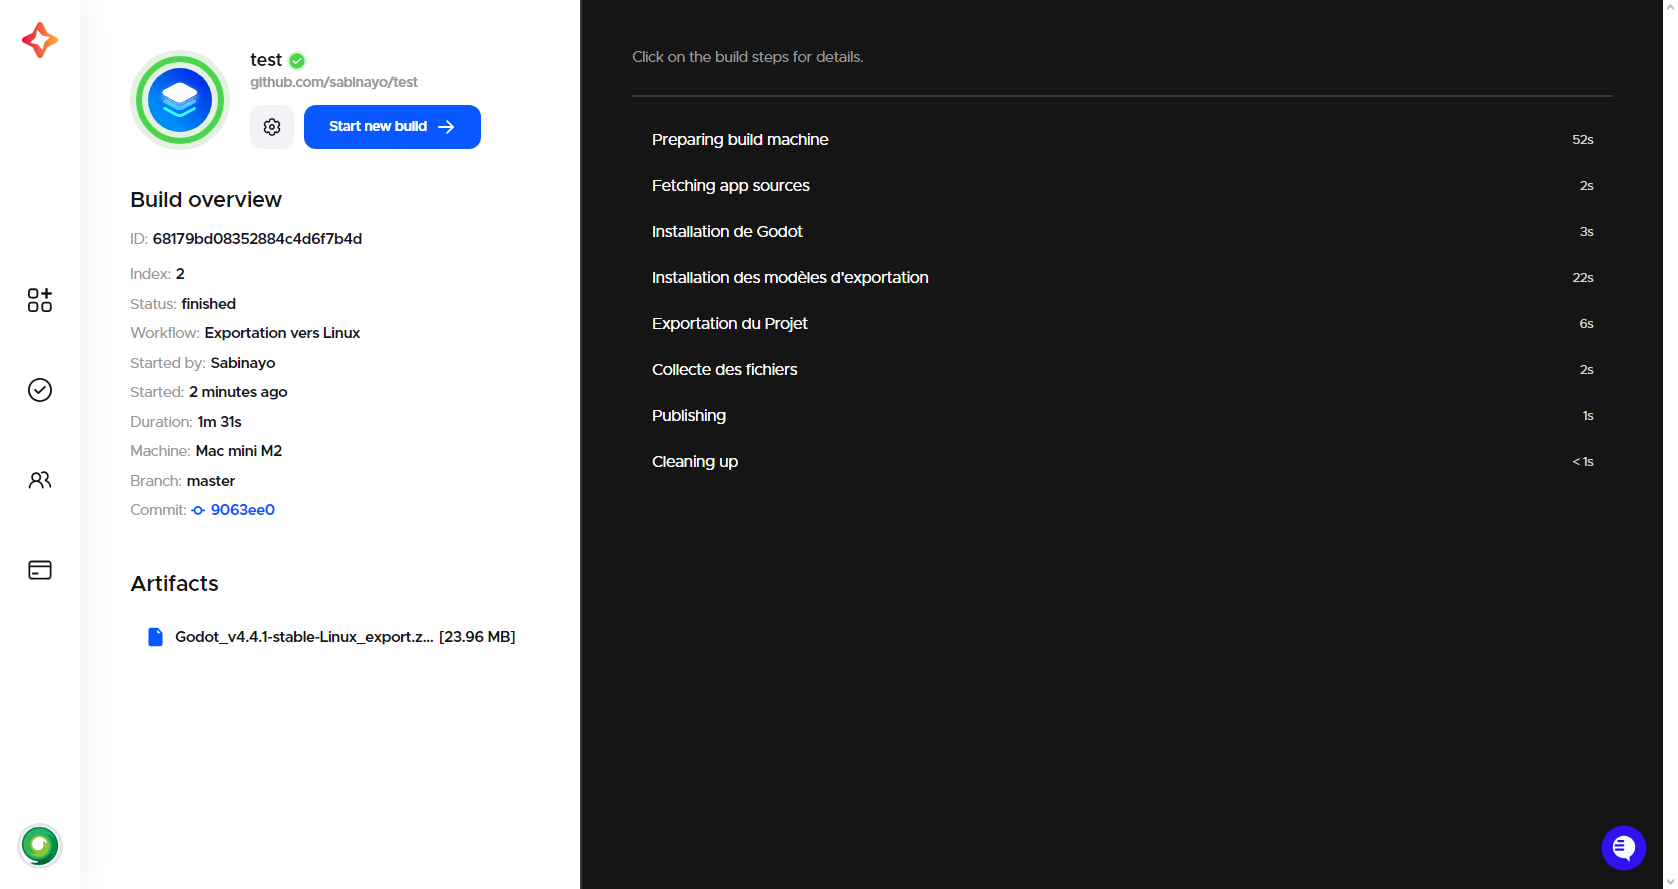 test
github.com/sabinayo/test
Start new build
Build overview
ID: 68179bd08352884c4d6f7b4d
Index: 2
Status: finished
Workflow: Exportation vers Linux
Started by: Sabinayo
Started: 2 minutes ago
Duration: 1m 31s
Machine: Mac mini M2
Branch: master
Commit: 9063ee0
Artifacts
Godot_v4.4.1-stable-Linux_export.z... [23.96 MB]
Click on the build steps for details.
Preparing build machine 52s
Fetching app sources 2s
Installation de Godot 3s
Installation des modèles d'exportation 22s
Exportation du Projet 6s
Collecte des fichiers 2s
Publishing 1s
Cleaning up < 1s